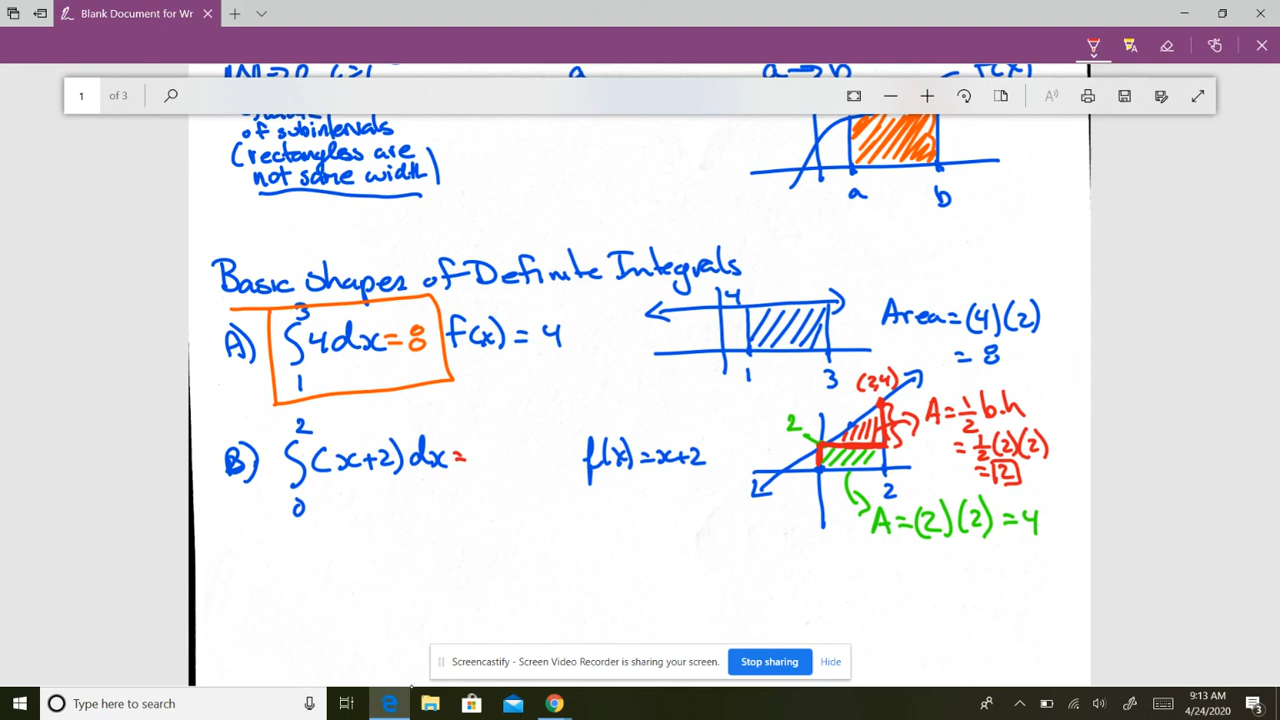 Blank Document for Wr
1 of 3
f(x)
a → b
of subintervals
(rectangless are
not same width)
a
b
Basic shapes of Definite Integrals
A) ∫₁³ 4dx = 8 f(x) = 4
4
1
3
Area = (4)(2)
= 8
B) ∫₀² (x+2) dx =
f(x) = x+2
2
2
(2,4)
A = ½ b.h
= ½ (2)(2)
= 2
A = (2)(2) = 4
Screencastify - Screen Video Recorder is sharing your screen.
Stop sharing
Hide
Type here to search
9:13 AM
4/24/2020
3